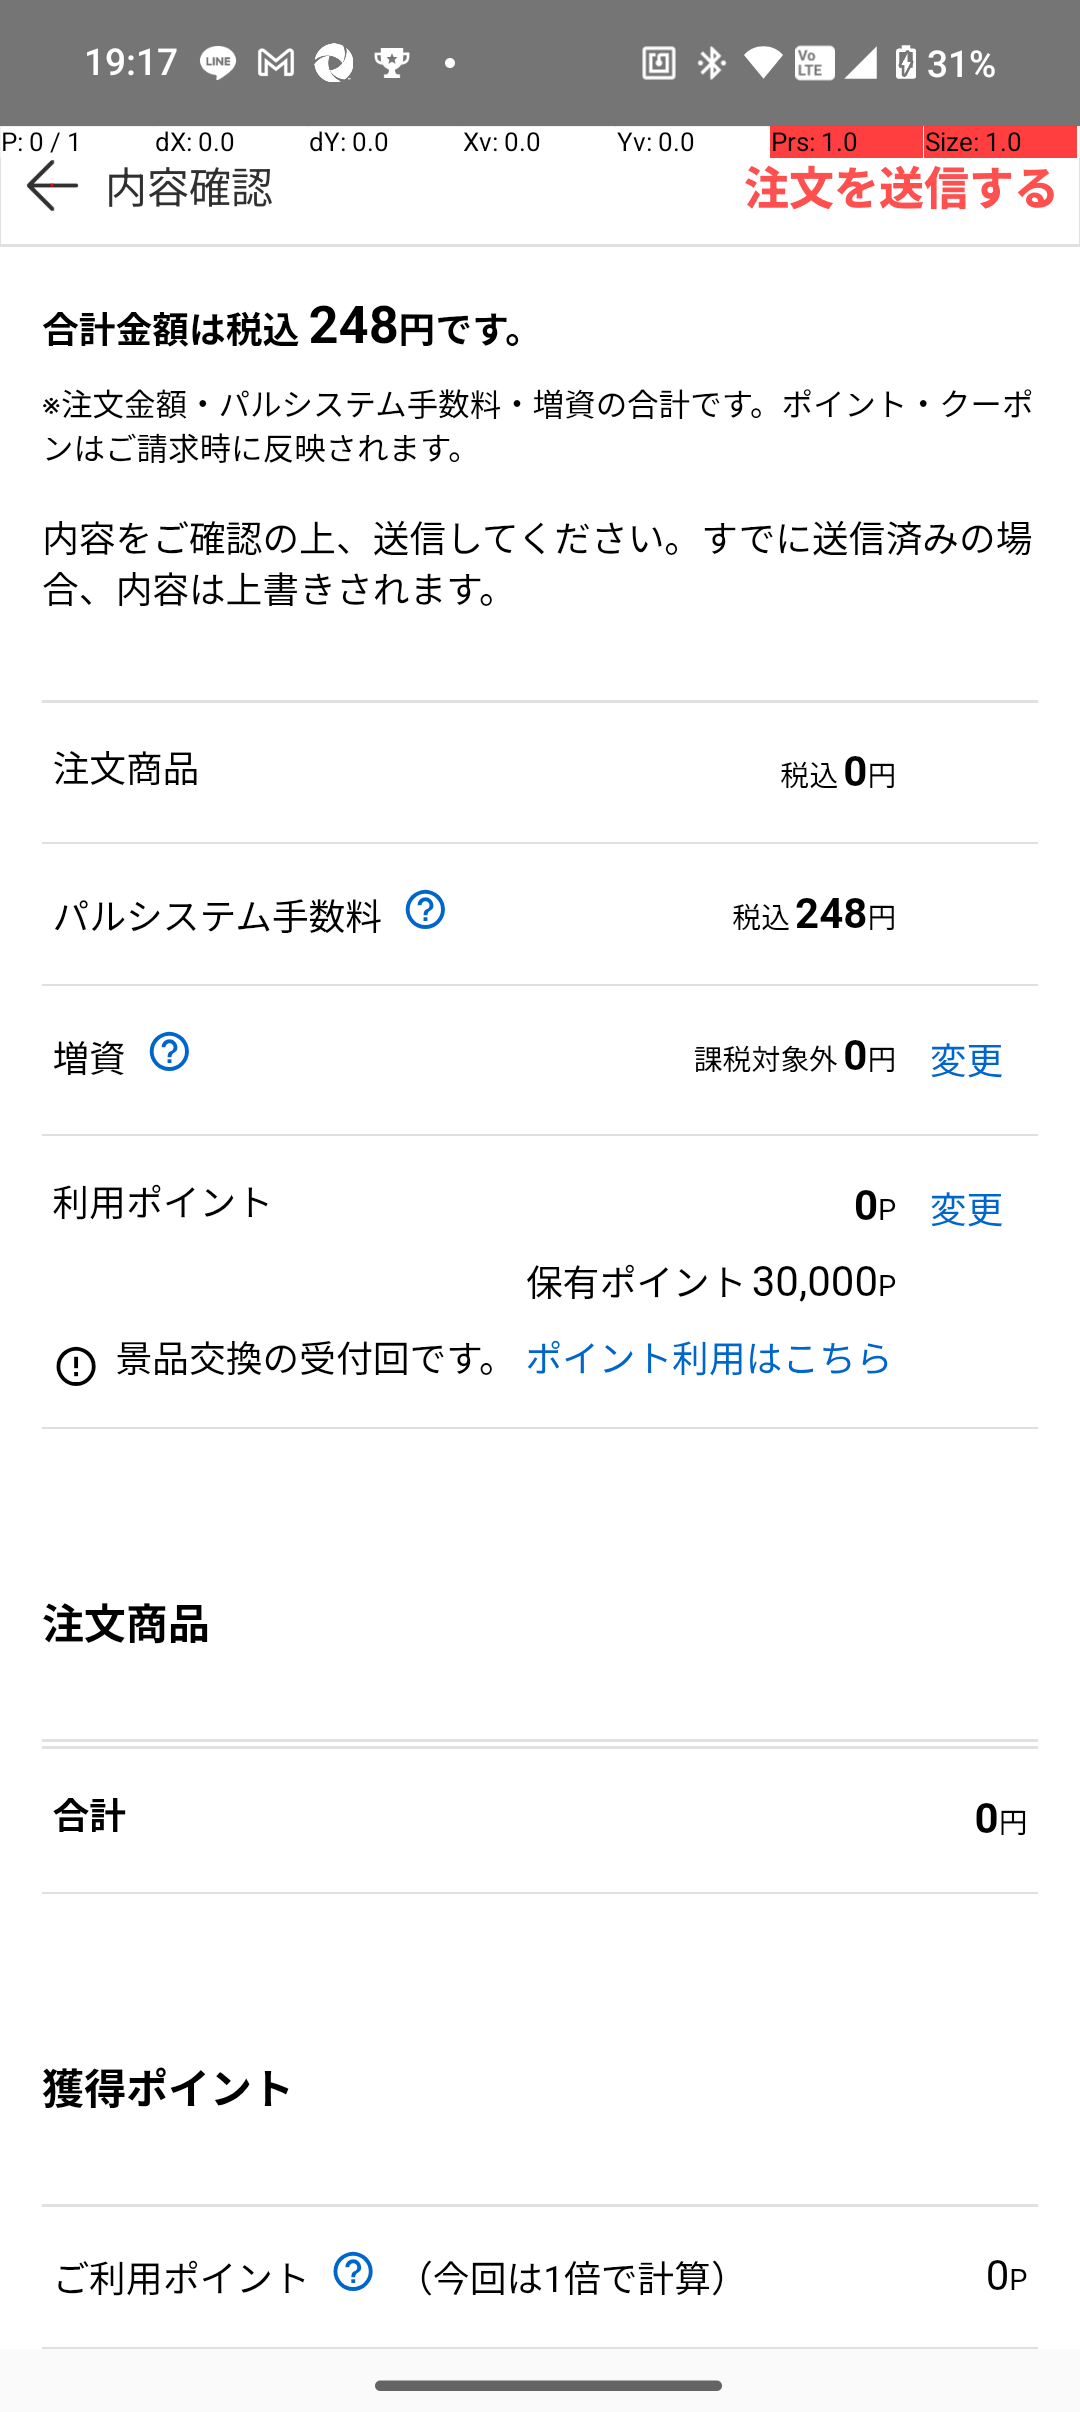 19:17 LINE VoLTE 31%
P: 0 / 1 dX: 0.0 dY: 0.0 Xv: 0.0 Yv: 0.0 Prs: 1.0 Size: 1.0
内容確認 注文を送信する
合計金額は税込 248円です。
※注文金額・パルシステム手数料・増資の合計です。ポイント・クーポ
ンはご請求時に反映されます。
内容をご確認の上、送信してください。すでに送信済みの場
合、内容は上書きされます。
注文商品 税込 0円
パルシステム手数料 税込 248円
増資 課税対象外 0円 変更
利用ポイント 0P 変更
保有ポイント 30,000P
景品交換の受付回です。 ポイント利用はこちら
注文商品
合計 0円
獲得ポイント
ご利用ポイント （今回は1倍で計算） 0P